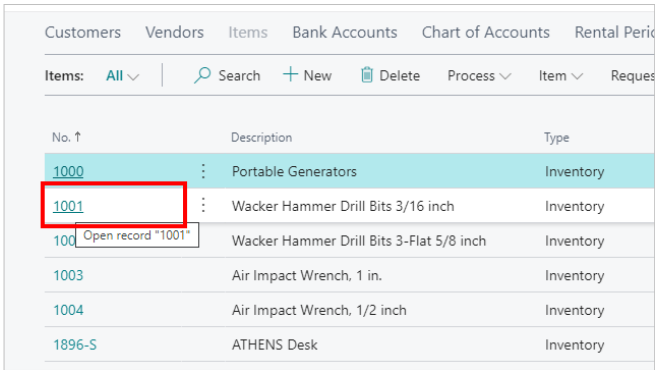 Customers Vendors Items Bank Accounts Chart of Accounts Rental Perio
Items: All Search + New Delete Process Item Reques
No. ↑ Description Type
1000 Portable Generators Inventory
1001 Wacker Hammer Drill Bits 3/16 inch Inventory
Open record "1001"
100 Wacker Hammer Drill Bits 3-Flat 5/8 inch Inventory
1003 Air Impact Wrench, 1 in. Inventory
1004 Air Impact Wrench, 1/2 inch Inventory
1896-S ATHENS Desk Inventory